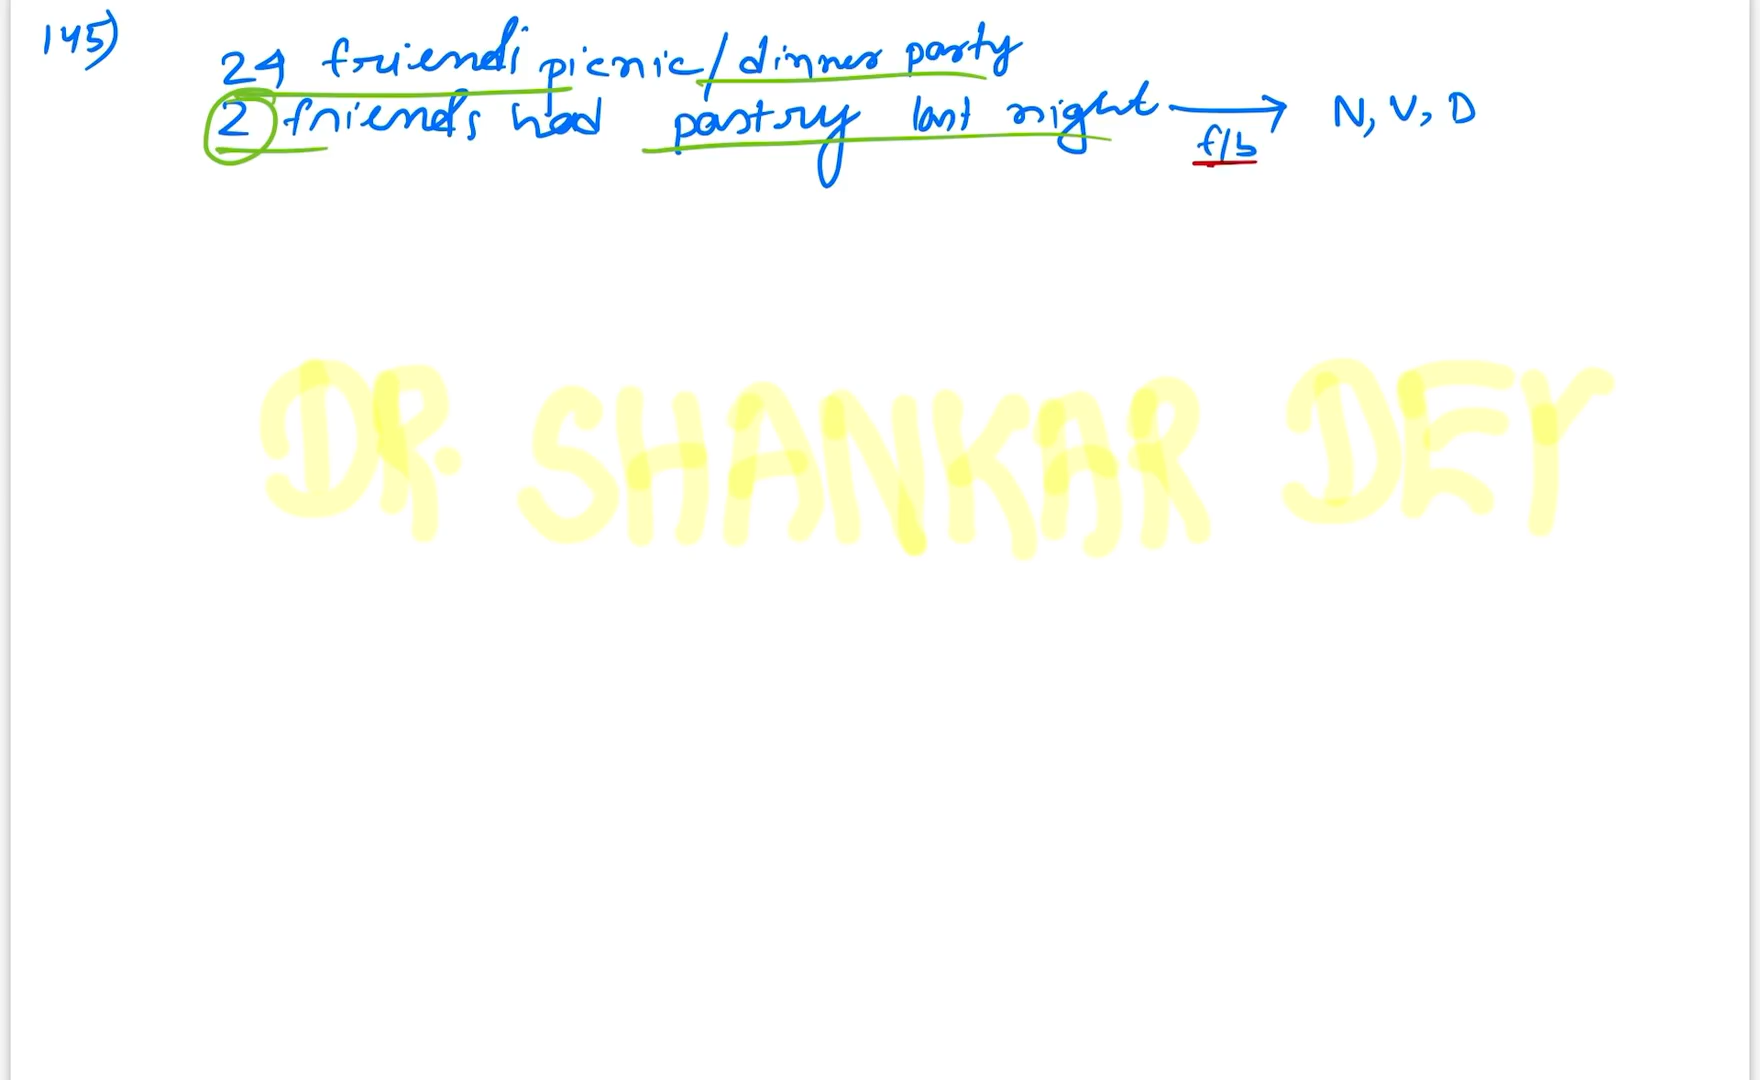 145)
24 friends picnic/dinner party
2 friends had pastry last night → N, V, D
f/b
DR. SHANKAR DEY